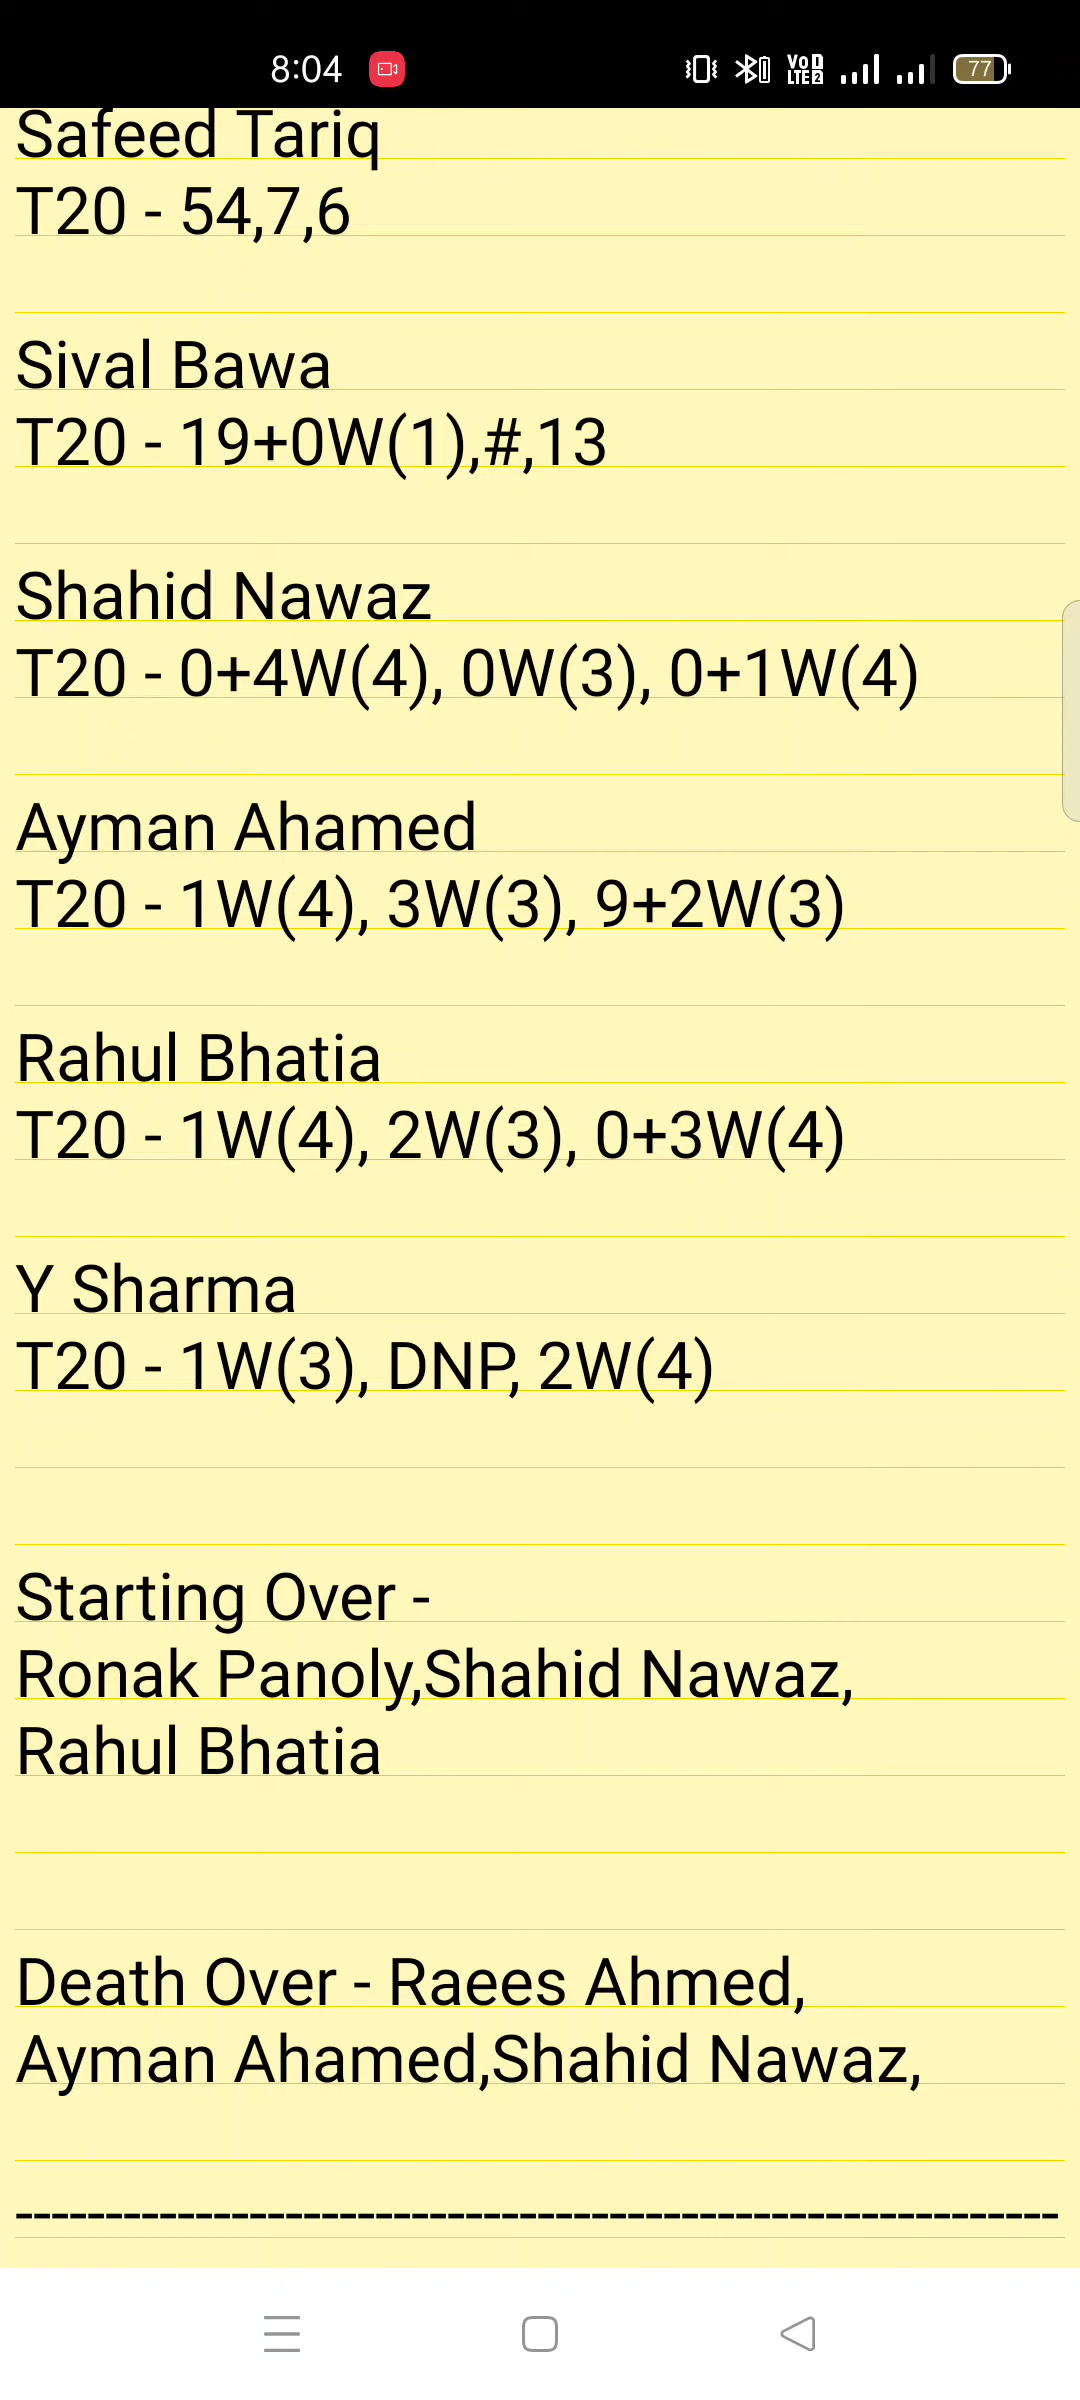 8:04 VoD LTE2 77
Safeed Tariq
T20 - 54,7,6
Sival Bawa
T20 - 19+0W(1),#,13
Shahid Nawaz
T20 - 0+4W(4), 0W(3), 0+1W(4)
Ayman Ahamed
T20 - 1W(4), 3W(3), 9+2W(3)
Rahul Bhatia
T20 - 1W(4), 2W(3), 0+3W(4)
Y Sharma
T20 - 1W(3), DNP, 2W(4)
Starting Over -
Ronak Panoly,Shahid Nawaz,
Rahul Bhatia
Death Over - Raees Ahmed,
Ayman Ahamed,Shahid Nawaz,
----------------------------------------------------------